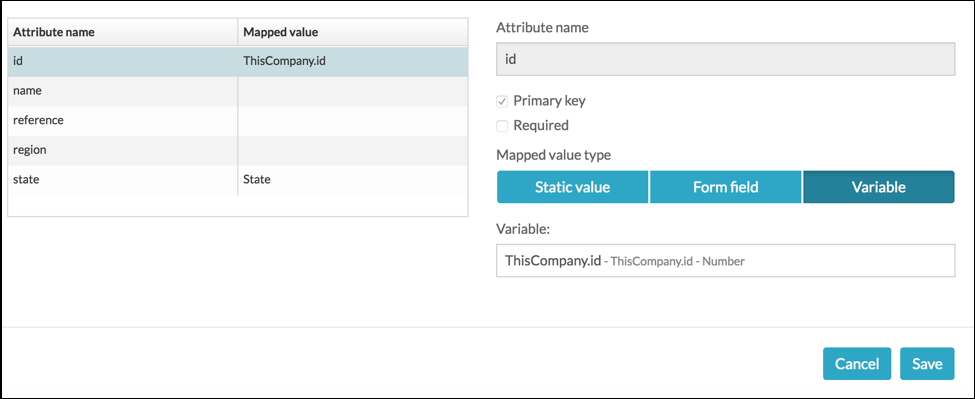 Attribute name Mapped value
id ThisCompany.id
name
reference
region
state State
Attribute name
id
Primary key
Required
Mapped value type
Static value Form field Variable
Variable:
ThisCompany.id - ThisCompany.id - Number
Cancel Save